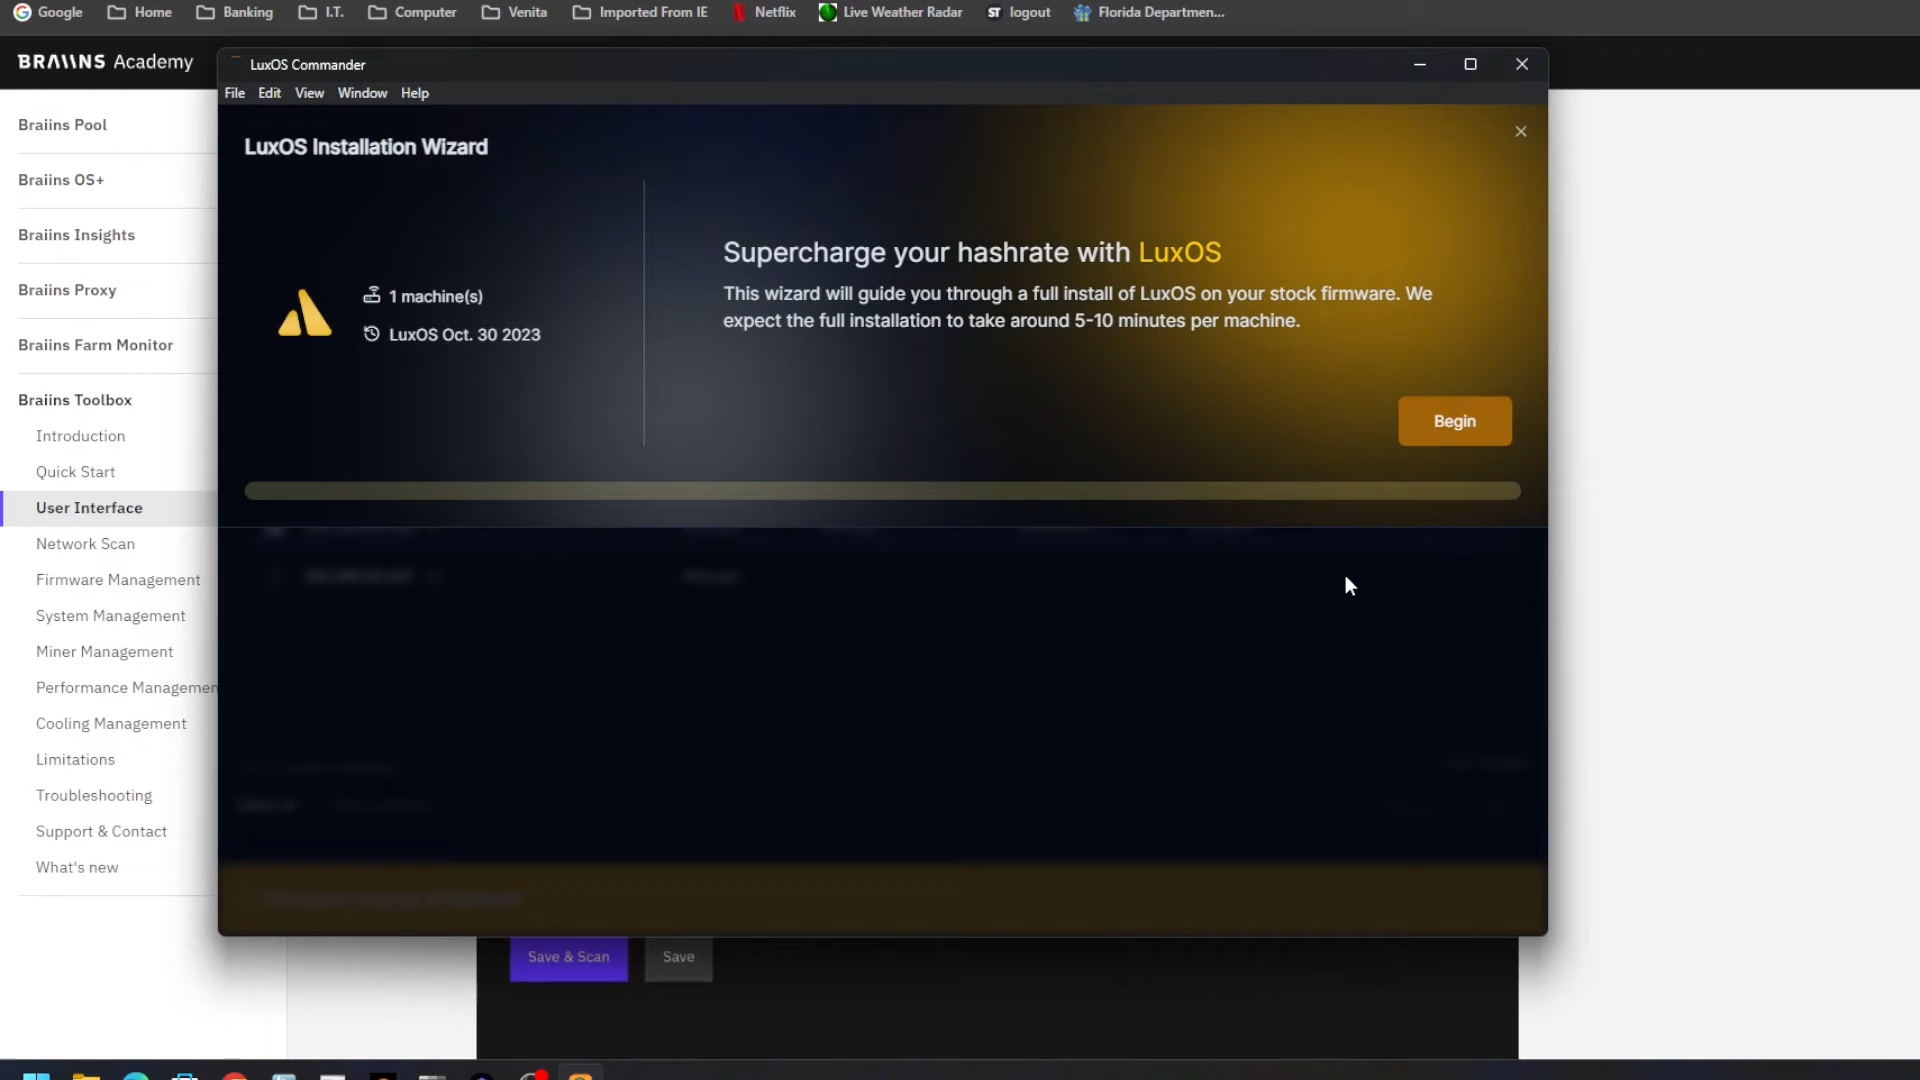 Google Home Banking I.T. Computer Venita Imported From IE Netflix Live Weather Radar ST logout Florida Departmen...
BRAIINS Academy
LuxOS Commander
File Edit View Window Help
Braiins Pool
Braiins OS+
Braiins Insights
Braiins Proxy
Braiins Farm Monitor
Braiins Toolbox
Introduction
Quick Start
User Interface
Network Scan
Firmware Management
System Management
Miner Management
Performance Managemen
Cooling Management
Limitations
Troubleshooting
Support & Contact
What's new
LuxOS Installation Wizard
1 machine(s)
LuxOS Oct. 30 2023
Supercharge your hashrate with LuxOS
This wizard will guide you through a full install of LuxOS on your stock firmware. We
expect the full installation to take around 5-10 minutes per machine.
Begin
Save & Scan Save